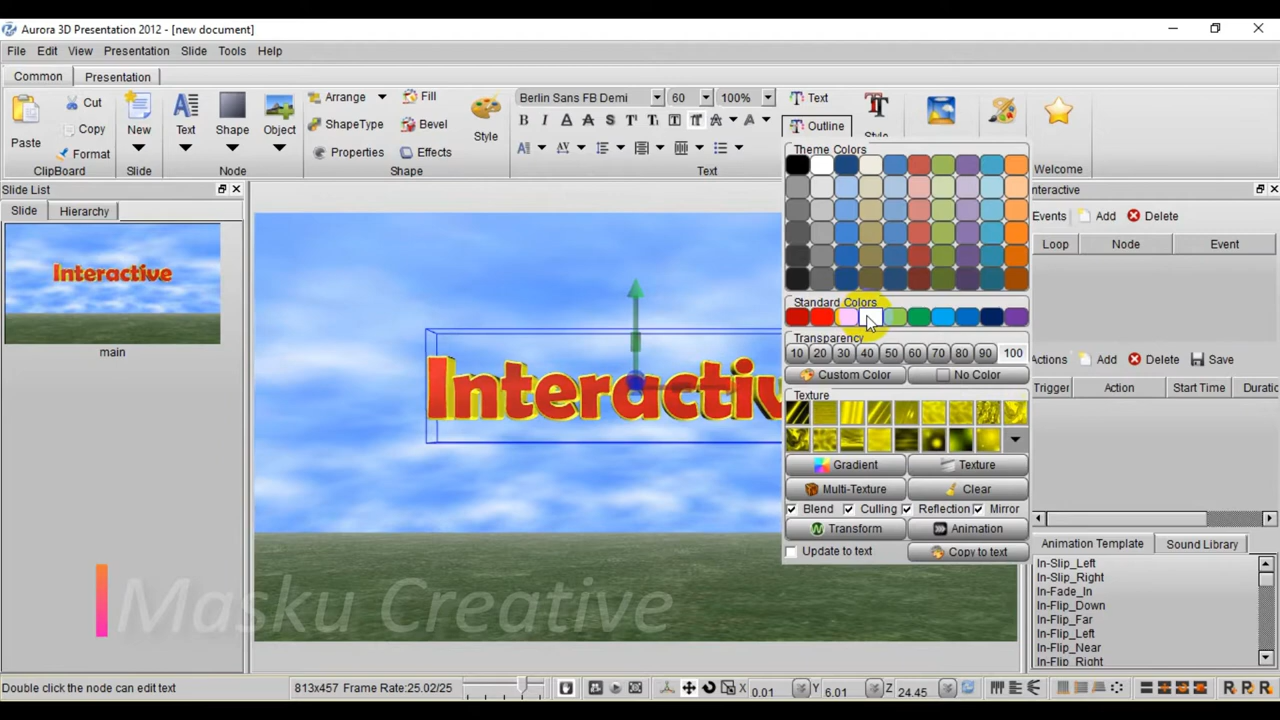 Aurora 3D Presentation 2012 - [new document]
File Edit View Presentation Slide Tools Help
Common Presentation
Paste Cut Copy Format ClipBoard
New Slide
Text Shape Object Node
Arrange Fill
ShapeType Bevel
Properties Effects
Shape
Style
Berlin Sans FB Demi 60 100%
Text
Text
Outline
Style
Welcome
Slide List
Slide Hierarchy
Interactive
main
Interactiv
Masku Creative
Theme Colors
Standard Colors
Transparency
10 20 30 40 50 60 70 80 90 100
Custom Color No Color
Texture
Gradient Texture
Multi-Texture Clear
Blend Culling Reflection Mirror
Transform Animation
Update to text Copy to text
Interactive
Events Add Delete
Loop Node Event
Actions Add Delete Save
Trigger Action Start Time Duratio
Animation Template Sound Library
In-Slip_Left
In-Slip_Right
In-Fade_In
In-Flip_Down
In-Flip_Far
In-Flip_Left
In-Flip_Near
In-Flip_Right
Double click the node can edit text 813x457 Frame Rate:25.02/25 X 0.01 Y 6.01 Z 24.45 R R R